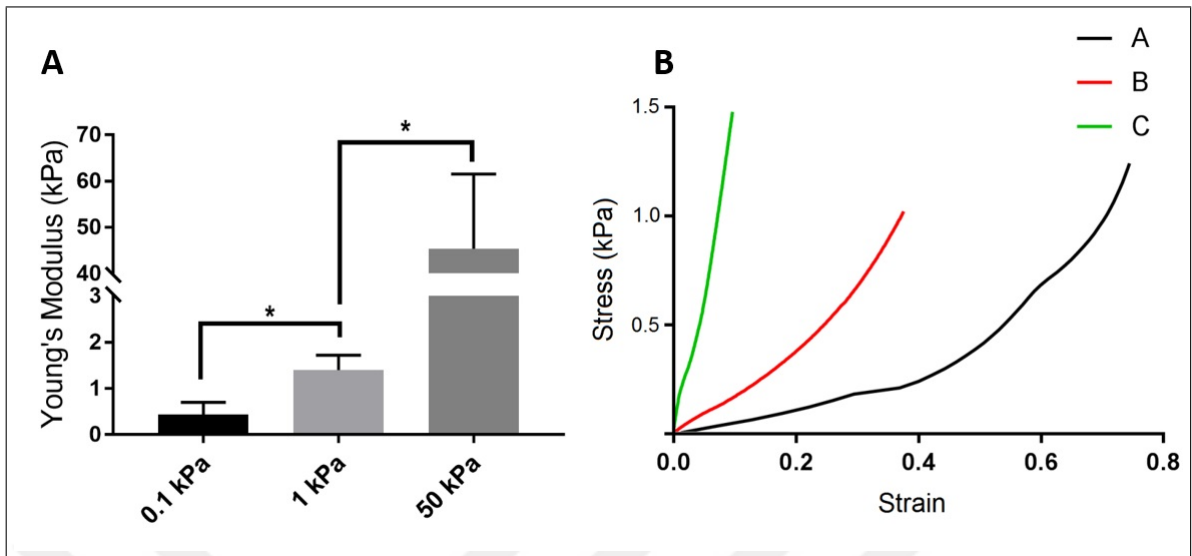 A
Young's Modulus (kPa)
70
60
50
40
3
2
1
0
*
*
0.1 kPa
1 kPa
50 kPa
B
A
B
C
Stress (kPa)
1.5
1.0
0.5
0.0
0.2
0.4
0.6
0.8
Strain